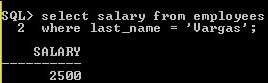 SQL> select salary from employees
2 where last_name = 'Vargas';
SALARY
----------
2500